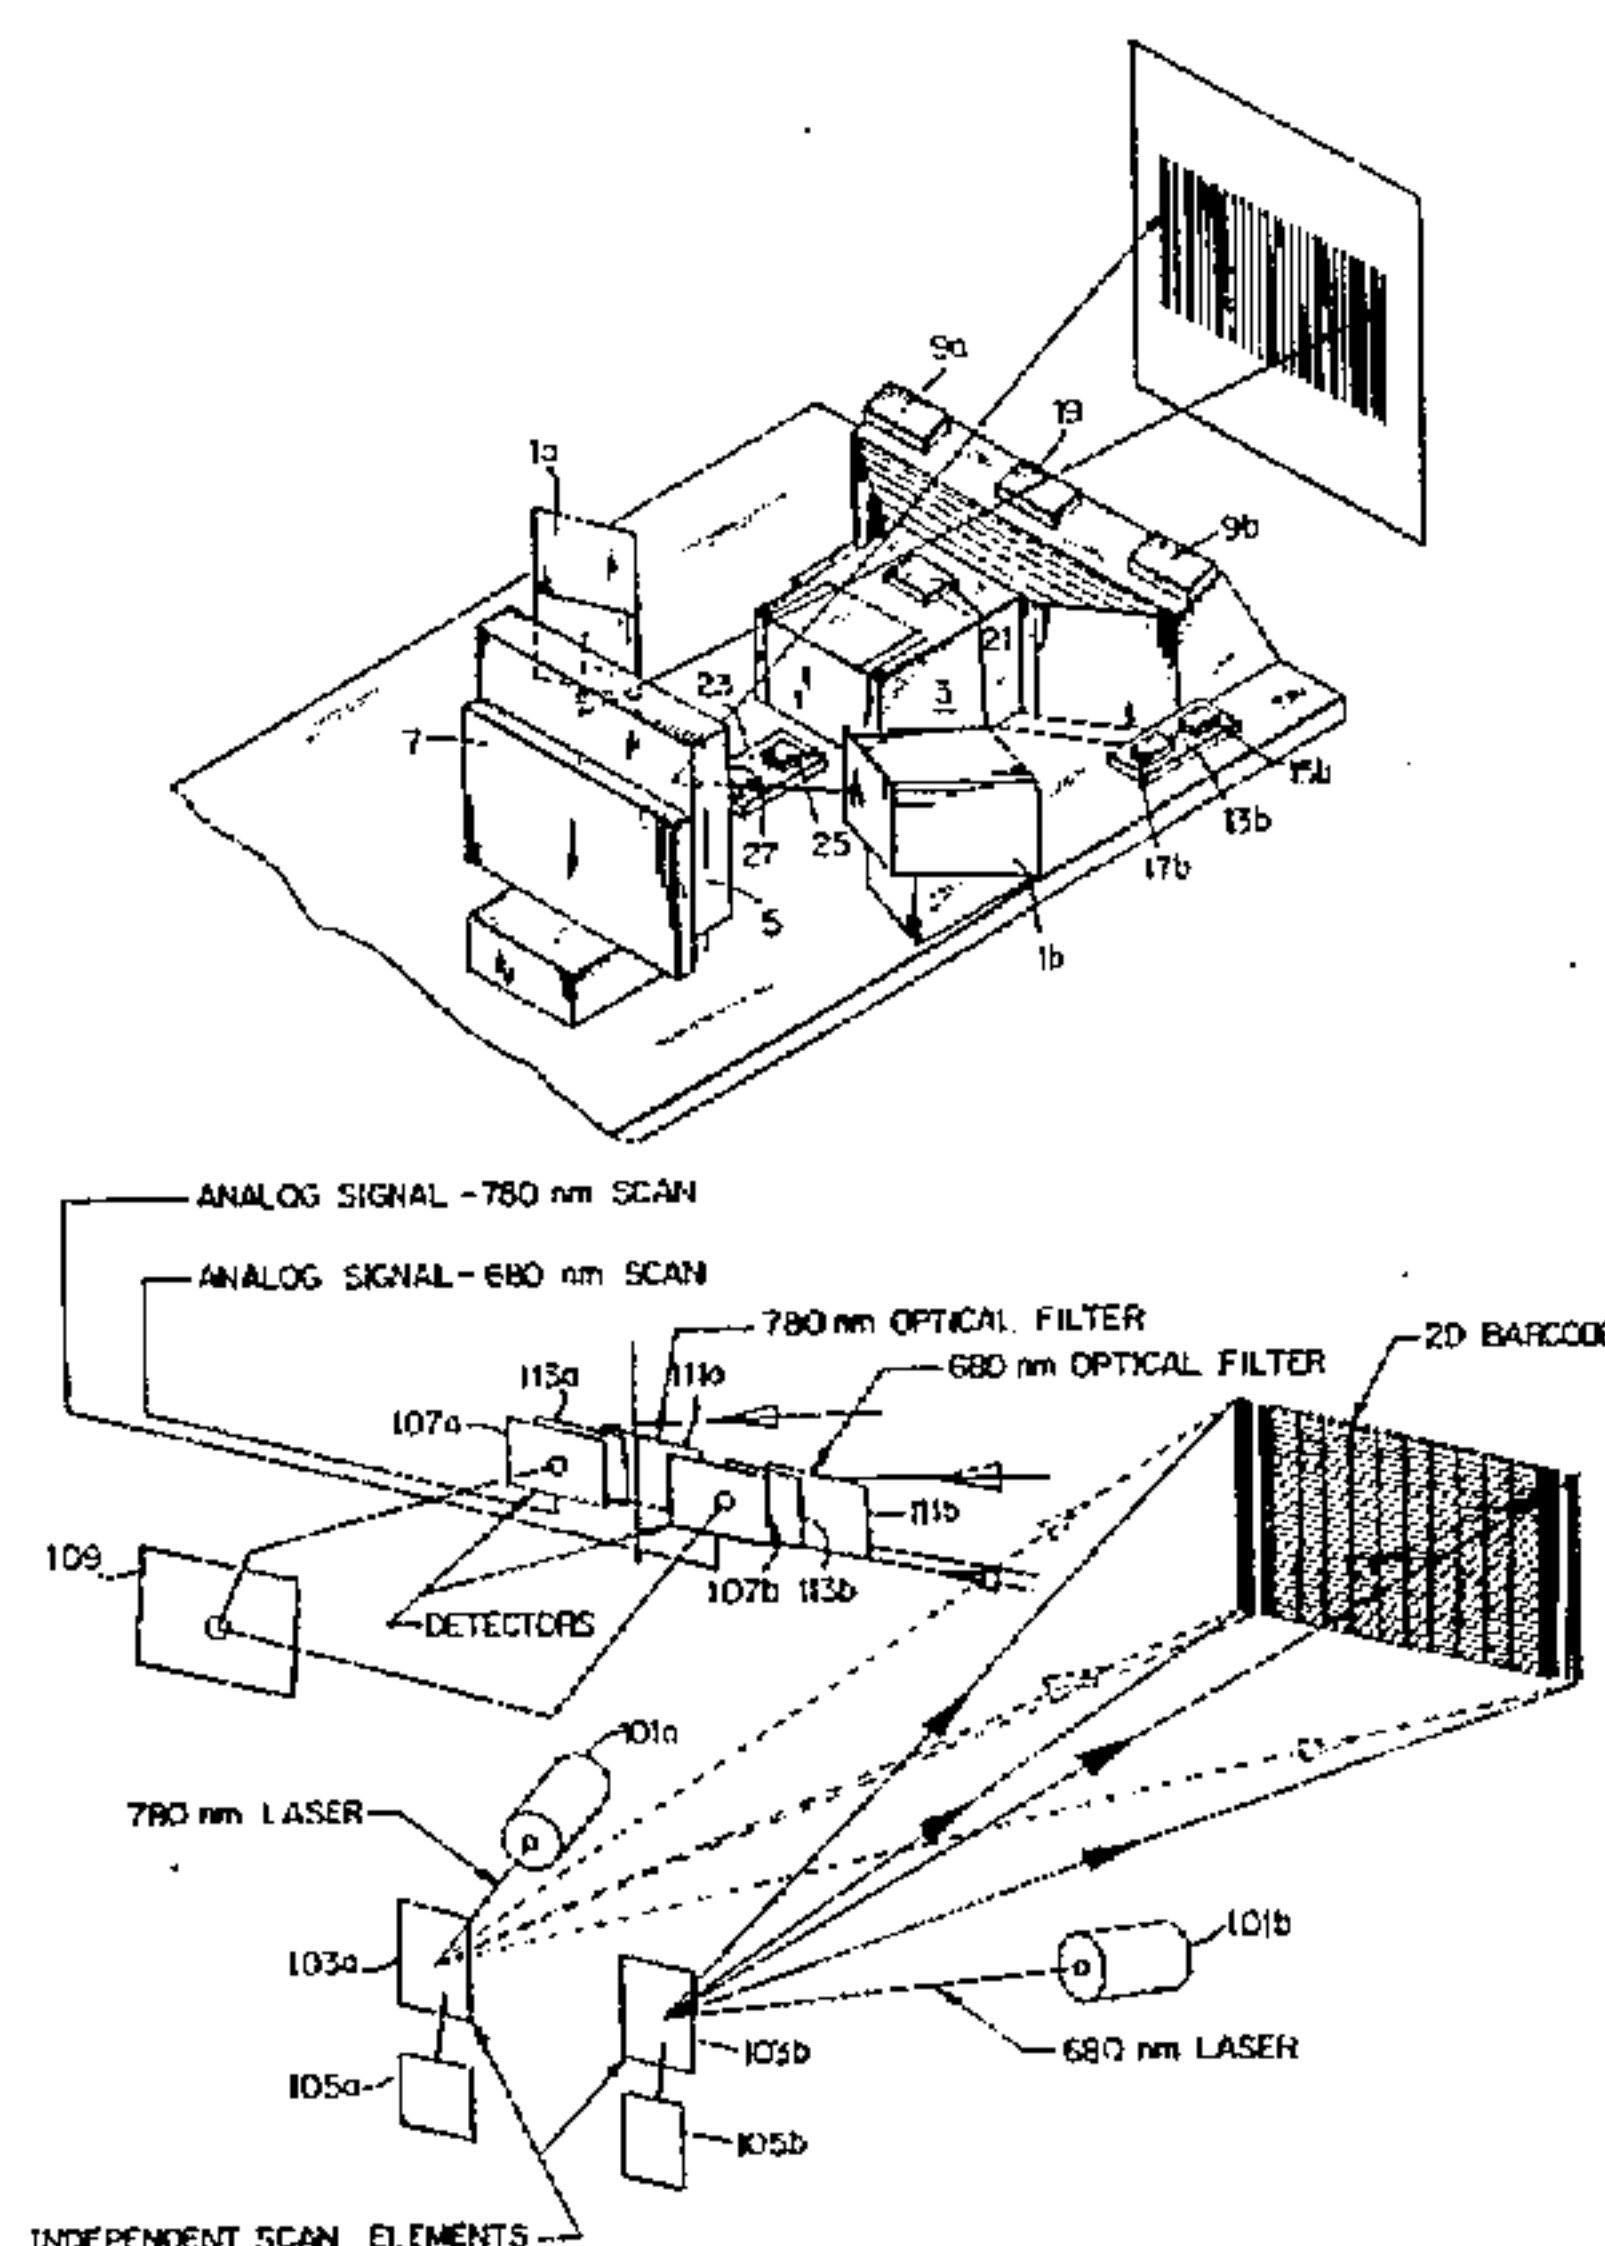 9a
19
1a
9b
21
23
3
7
15b
13b
27
25
17b
5
1b
ANALOG SIGNAL - 780 nm SCAN
ANALOG SIGNAL - 680 nm SCAN
780 nm OPTICAL FILTER
2D BARCODE
680 nm OPTICAL FILTER
113a
111a
107a
111b
109
107b
113b
DETECTORS
101a
780 nm LASER
101b
103a
103b
680 nm LASER
105a
105b
INDEPENDENT SCAN ELEMENTS